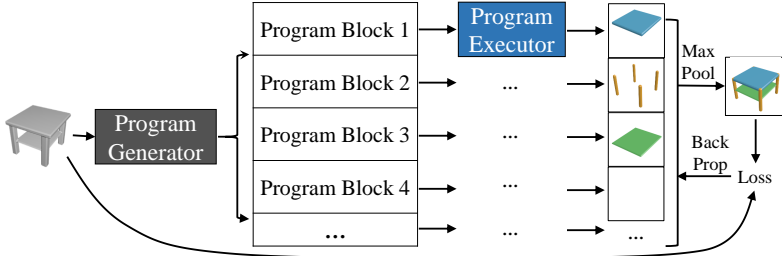 Program
Generator
Program Block 1
Program Block 2
Program Block 3
Program Block 4
...
Program
Executor
...
...
...
...
...
Max
Pool
Back
Prop
Loss